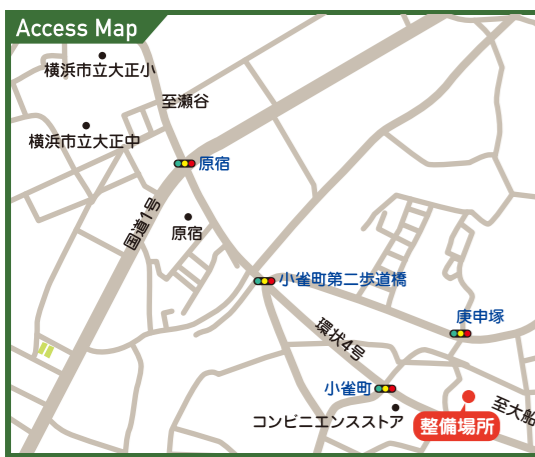 Access Map
横浜市立大正小
至瀬谷
横浜市立大正中
原宿
国道1号
原宿
小雀町第二歩道橋
庚申塚
環状4号
小雀町
コンビニエンスストア
整備場所
至大船